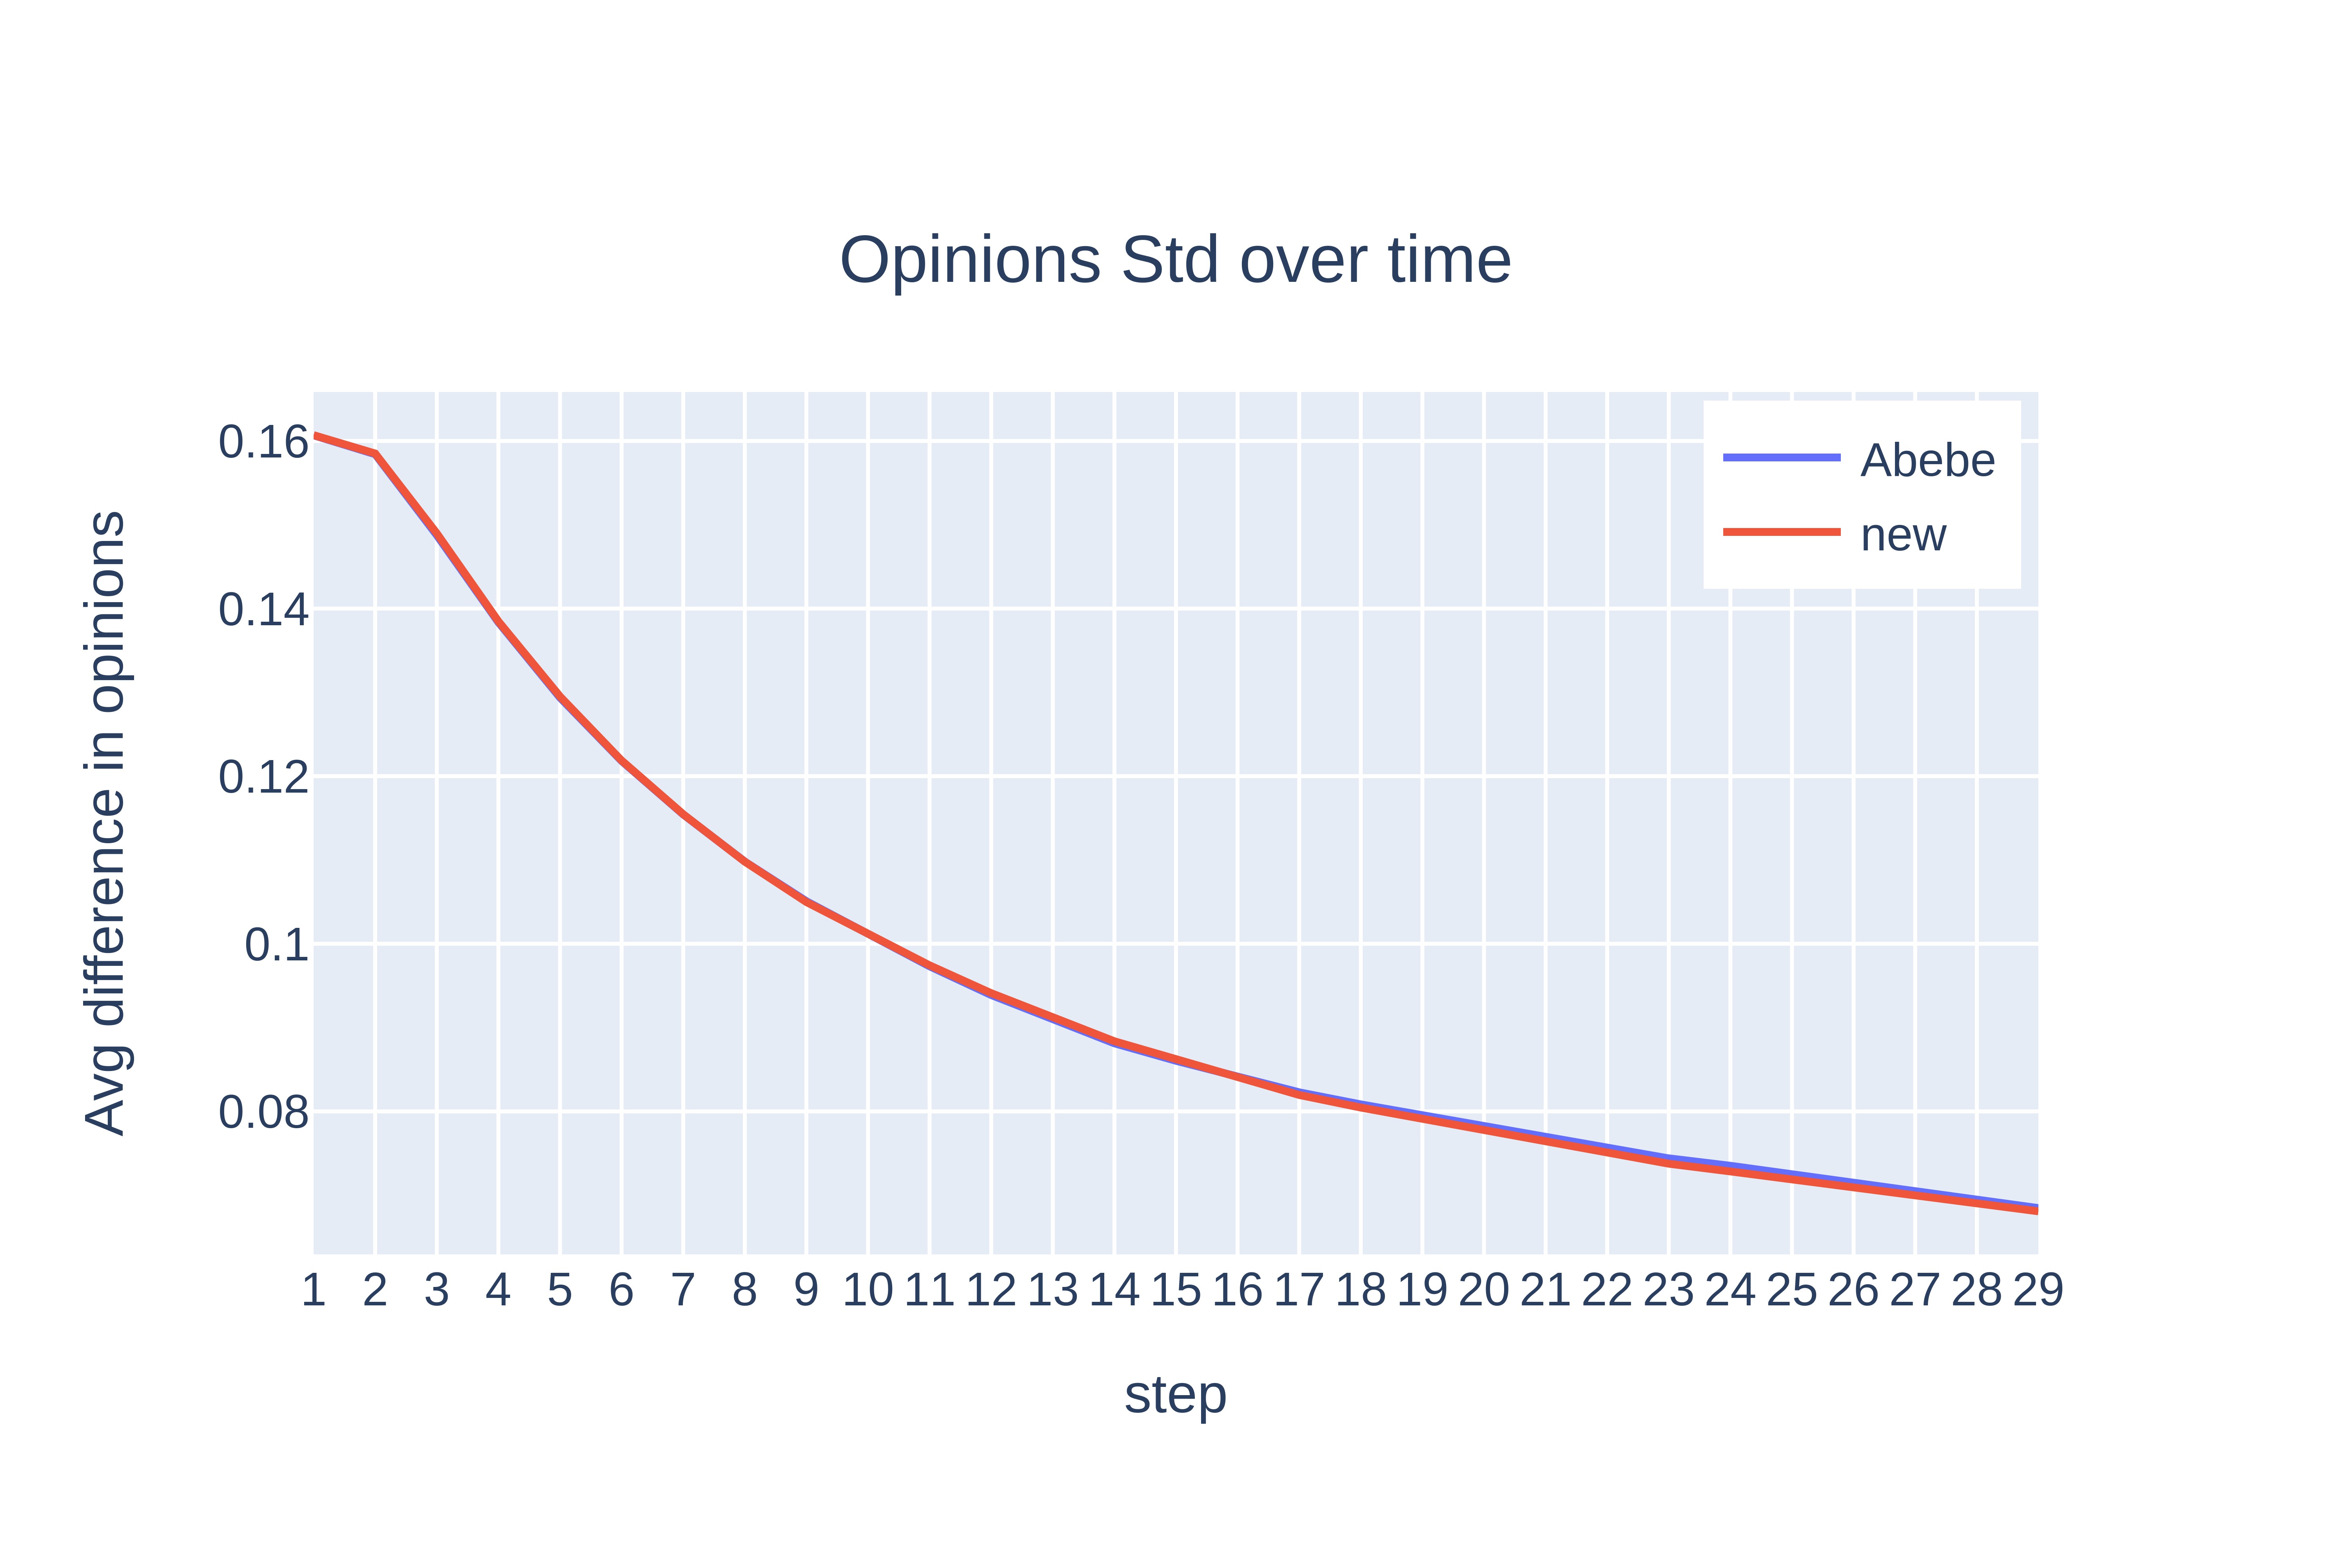 Opinions Std over time
Abebe
new
Avg difference in opinions
0.16
0.14
0.12
0.1
0.08
1 2 3 4 5 6 7 8 9 10 11 12 13 14 15 16 17 18 19 20 21 22 23 24 25 26 27 28 29
step